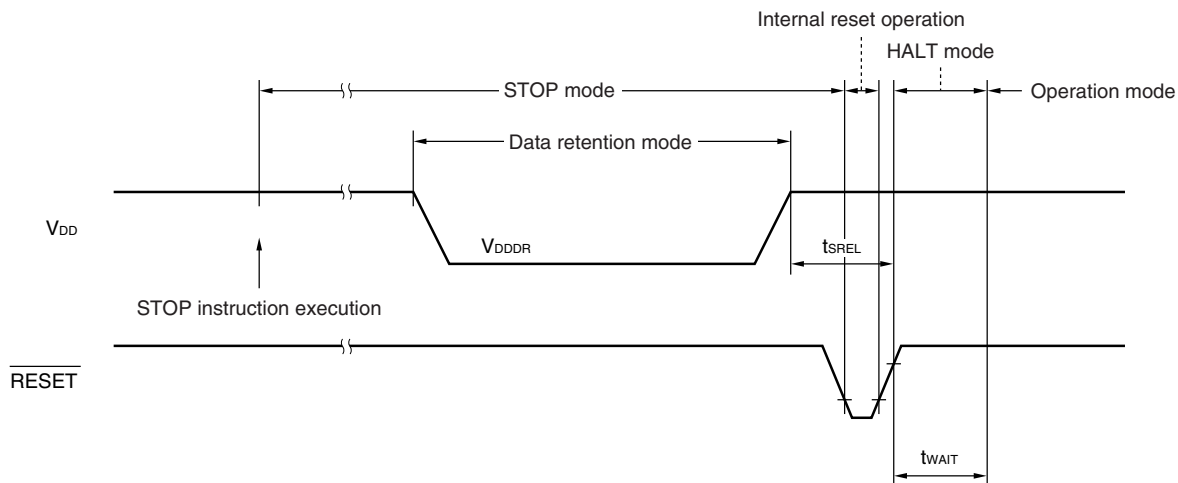 Internal reset operation
HALT mode
STOP mode
Operation mode
Data retention mode
VDD
VDDDR
tSREL
STOP instruction execution
RESET
tWAIT